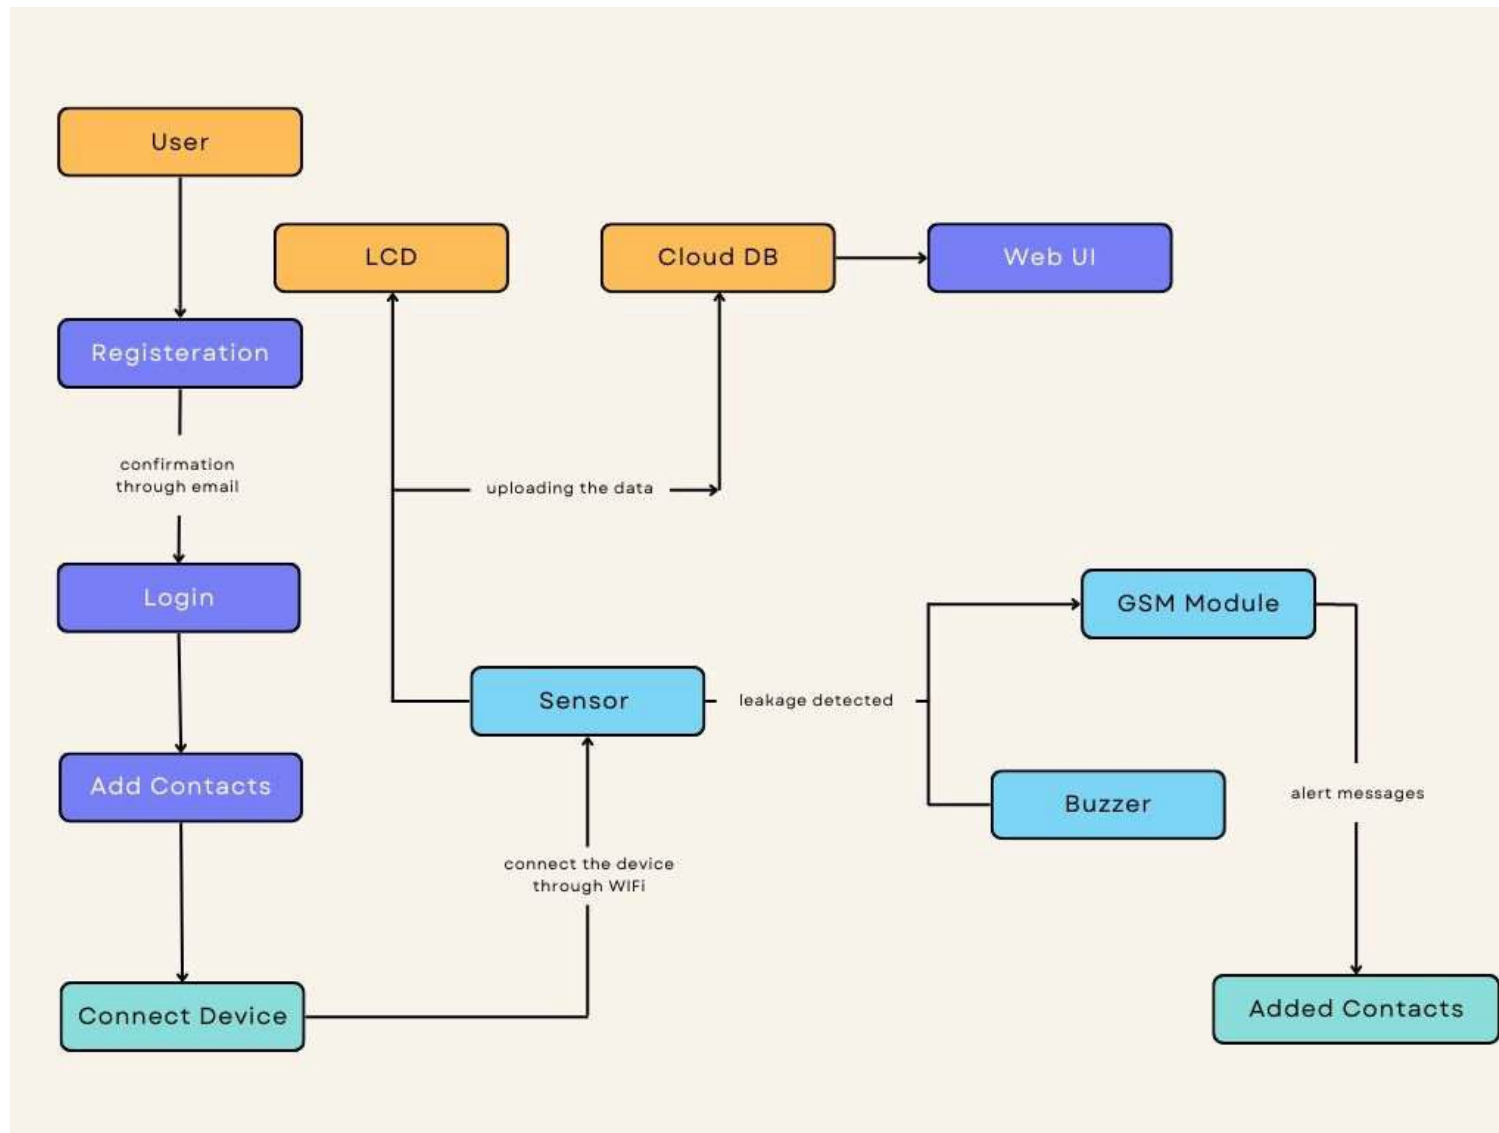 User
LCD
Cloud DB
Web UI
Registeration
confirmation
through email
uploading the data
Login
GSM Module
Sensor
leakage detected
Add Contacts
Buzzer
alert messages
connect the device
through WIFi
Connect Device
Added Contacts